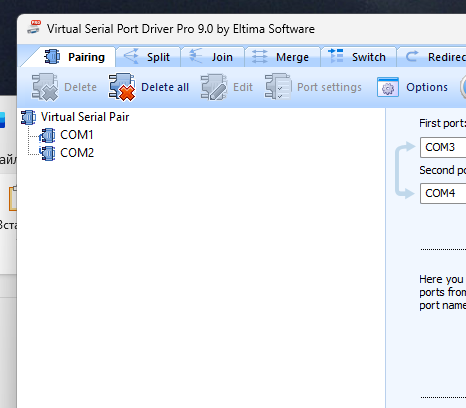 PRO
Virtual Serial Port Driver Pro 9.0 by Eltima Software
Pairing Split Join Merge Switch Redirec
Delete Delete all Edit Port settings Options
Virtual Serial Pair
COM1
COM2
First port:
COM3
Second po
COM4
Here you
ports from
port name
айл
Вста